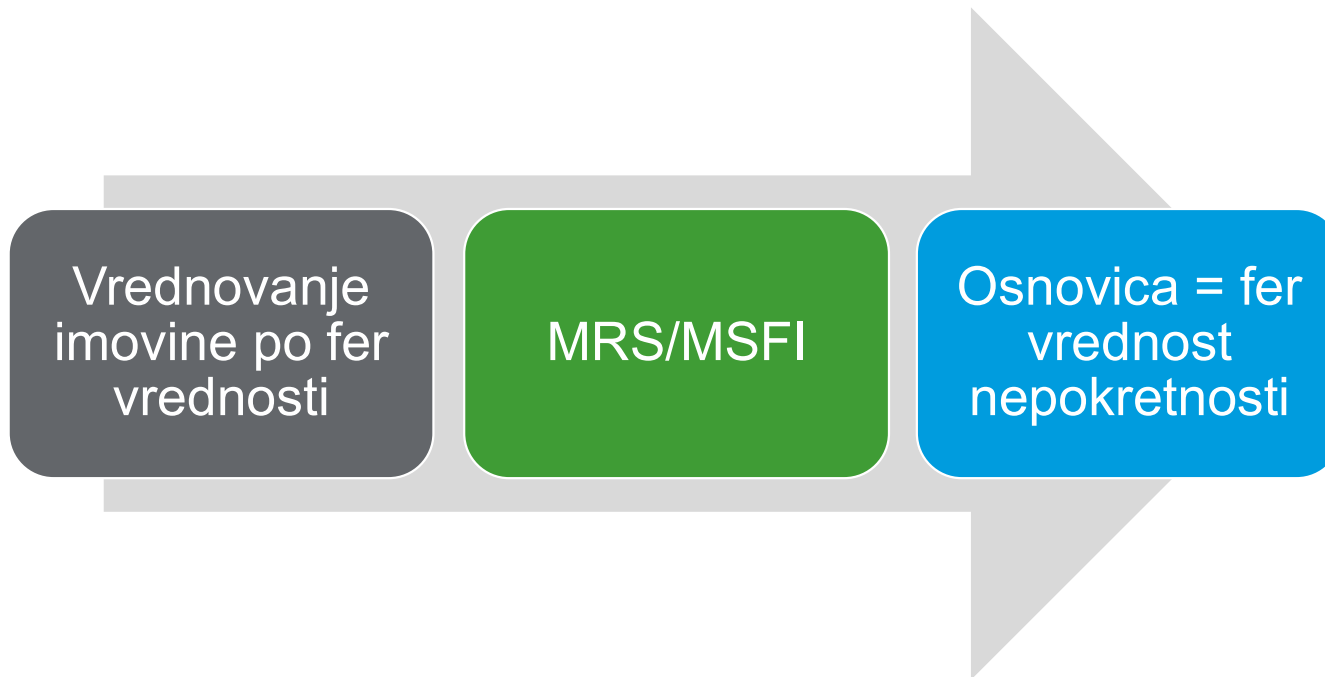 Vrednovanje
imovine po fer
vrednosti
MRS/MSFI
Osnovica = fer
vrednost
nepokretnosti